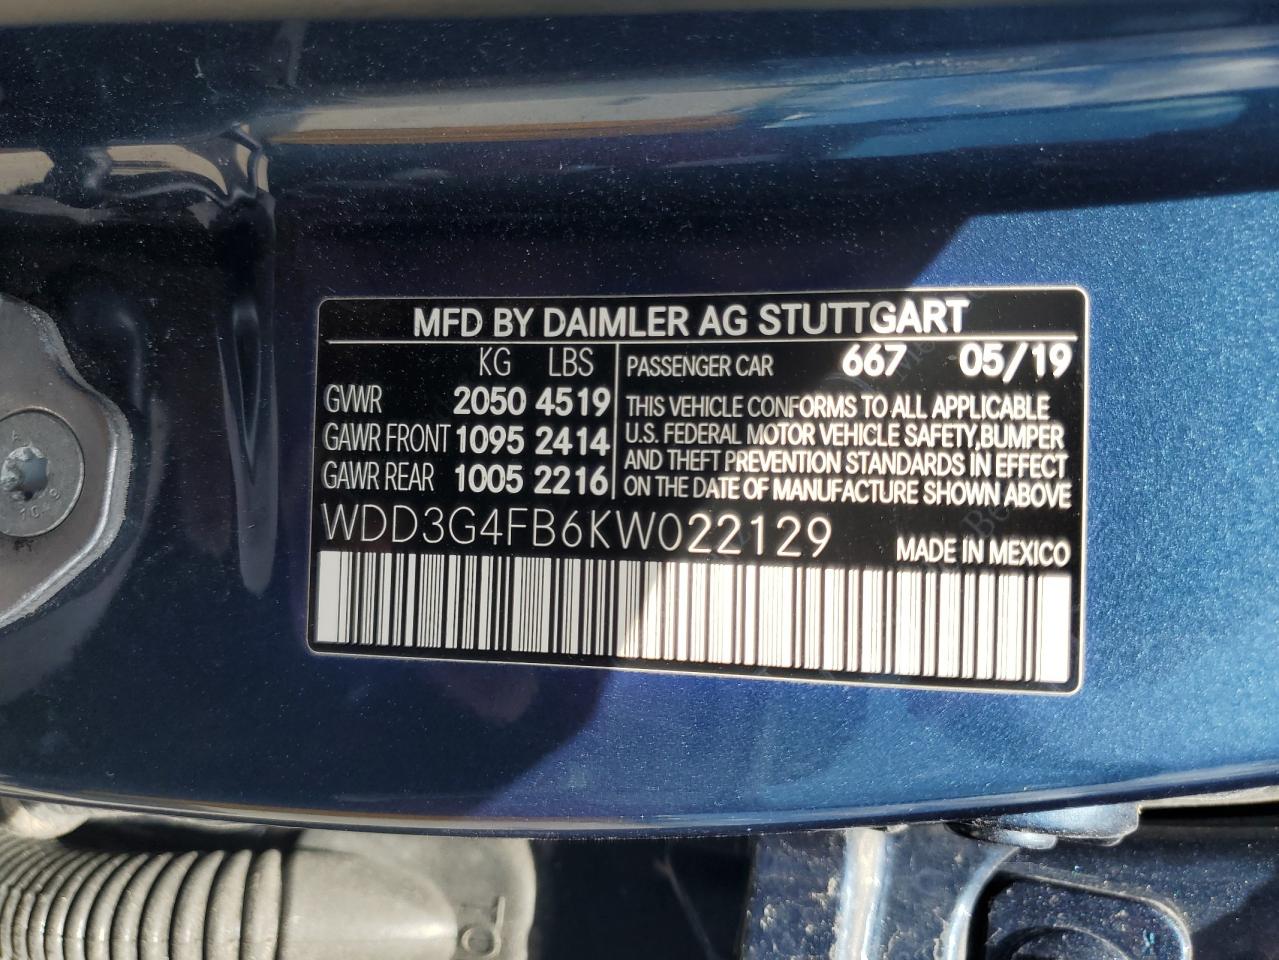 MFD BY DAIMLER AG STUTTGART
KG LBS
GVWR 2050 4519
GAWR FRONT 1095 2414
GAWR REAR 1005 2216
PASSENGER CAR 667 05/19
THIS VEHICLE CONFORMS TO ALL APPLICABLE
U.S. FEDERAL MOTOR VEHICLE SAFETY, BUMPER
AND THEFT PREVENTION STANDARDS IN EFFECT
ON THE DATE OF MANUFACTURE SHOWN ABOVE
WDD3G4FB6KW022129
MADE IN MEXICO